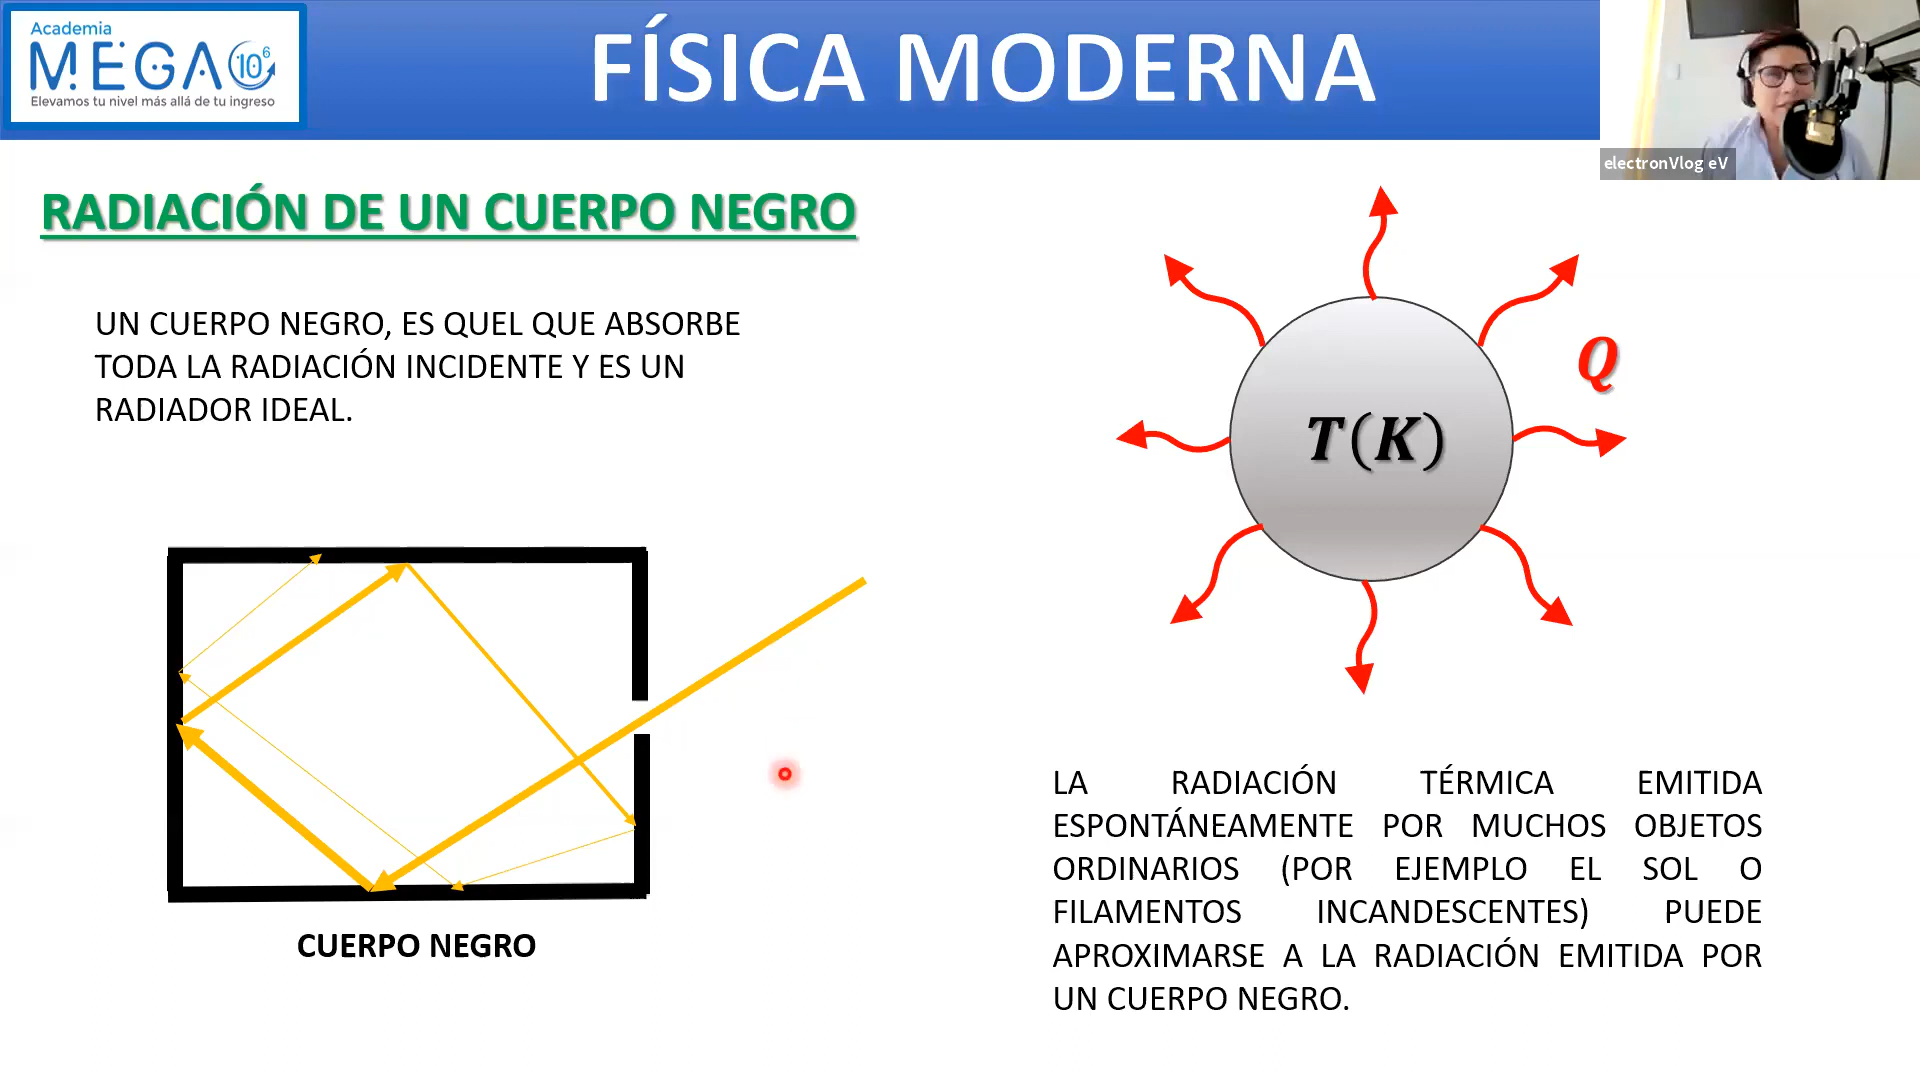 Academia
MEGA 10⁶
Elevamos tu nivel más allá de tu ingreso
FÍSICA MODERNA
electronVlog eV
RADIACIÓN DE UN CUERPO NEGRO
UN CUERPO NEGRO, ES QUEL QUE ABSORBE
TODA LA RADIACIÓN INCIDENTE Y ES UN
RADIADOR IDEAL.
Q
T(K)
CUERPO NEGRO
LA RADIACIÓN TÉRMICA EMITIDA
ESPONTÁNEAMENTE POR MUCHOS OBJETOS
ORDINARIOS (POR EJEMPLO EL SOL O
FILAMENTOS INCANDESCENTES) PUEDE
APROXIMARSE A LA RADIACIÓN EMITIDA POR
UN CUERPO NEGRO.